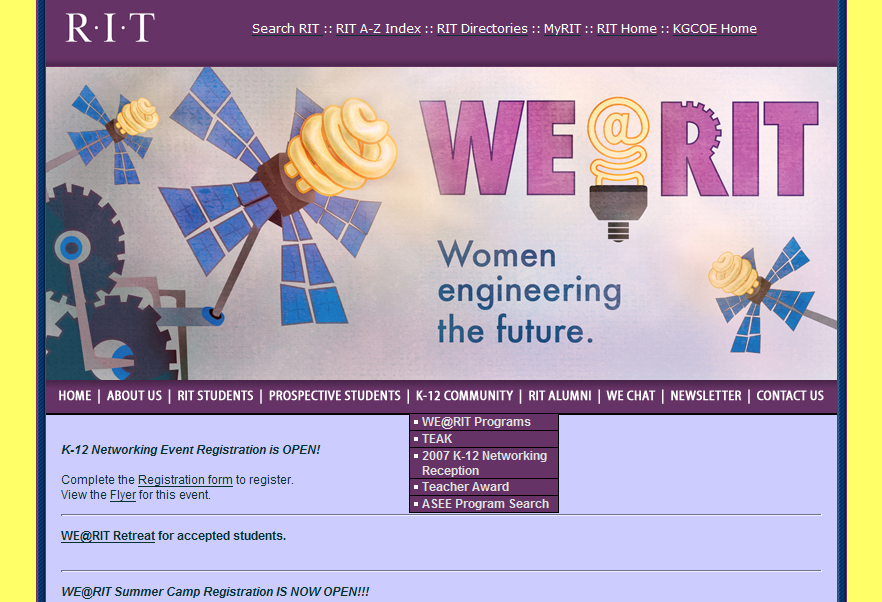 R·I·T
Search RIT :: RIT A-Z Index :: RIT Directories :: MyRIT :: RIT Home :: KGCOE Home
WE@RIT
Women
engineering
the future.
HOME | ABOUT US | RIT STUDENTS | PROSPECTIVE STUDENTS | K-12 COMMUNITY | RIT ALUMNI | WE CHAT | NEWSLETTER | CONTACT US
WE@RIT Programs
TEAK
2007 K-12 Networking
Reception
Teacher Award
ASEE Program Search
K-12 Networking Event Registration is OPEN!
Complete the Registration form to register.
View the Flyer for this event.
WE@RIT Retreat for accepted students.
WE@RIT Summer Camp Registration IS NOW OPEN!!!